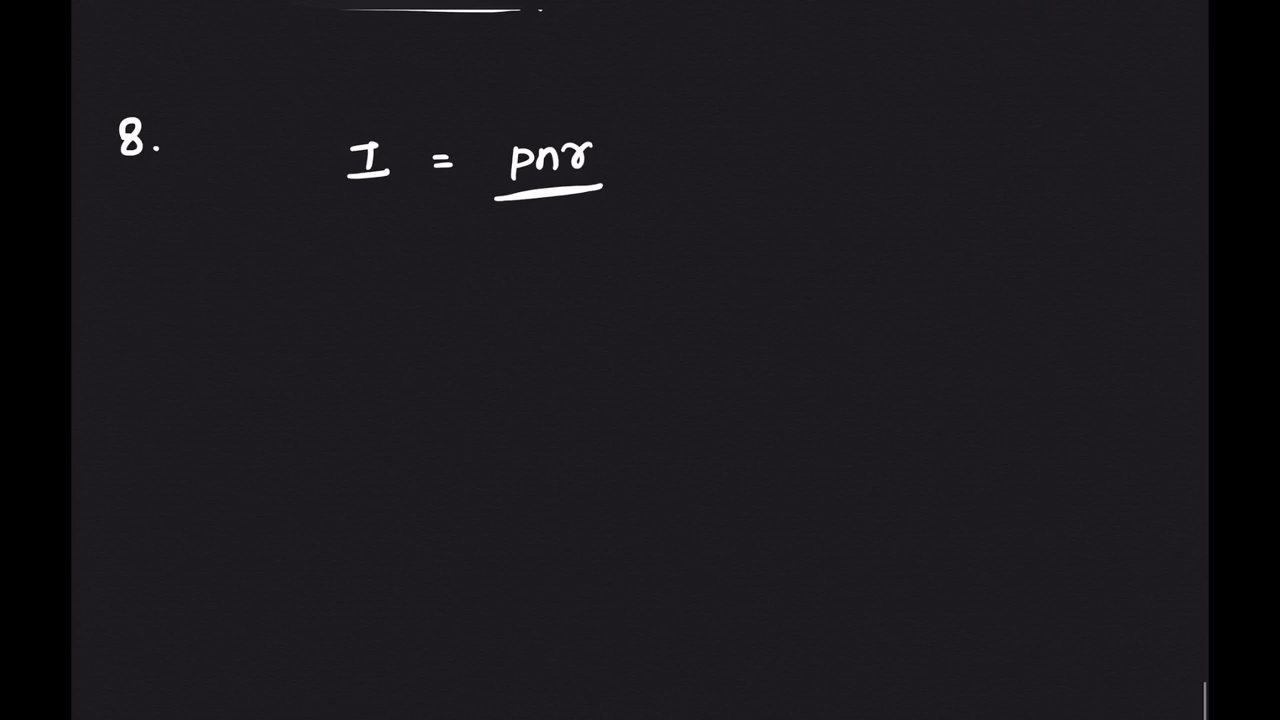 8. I = pnr